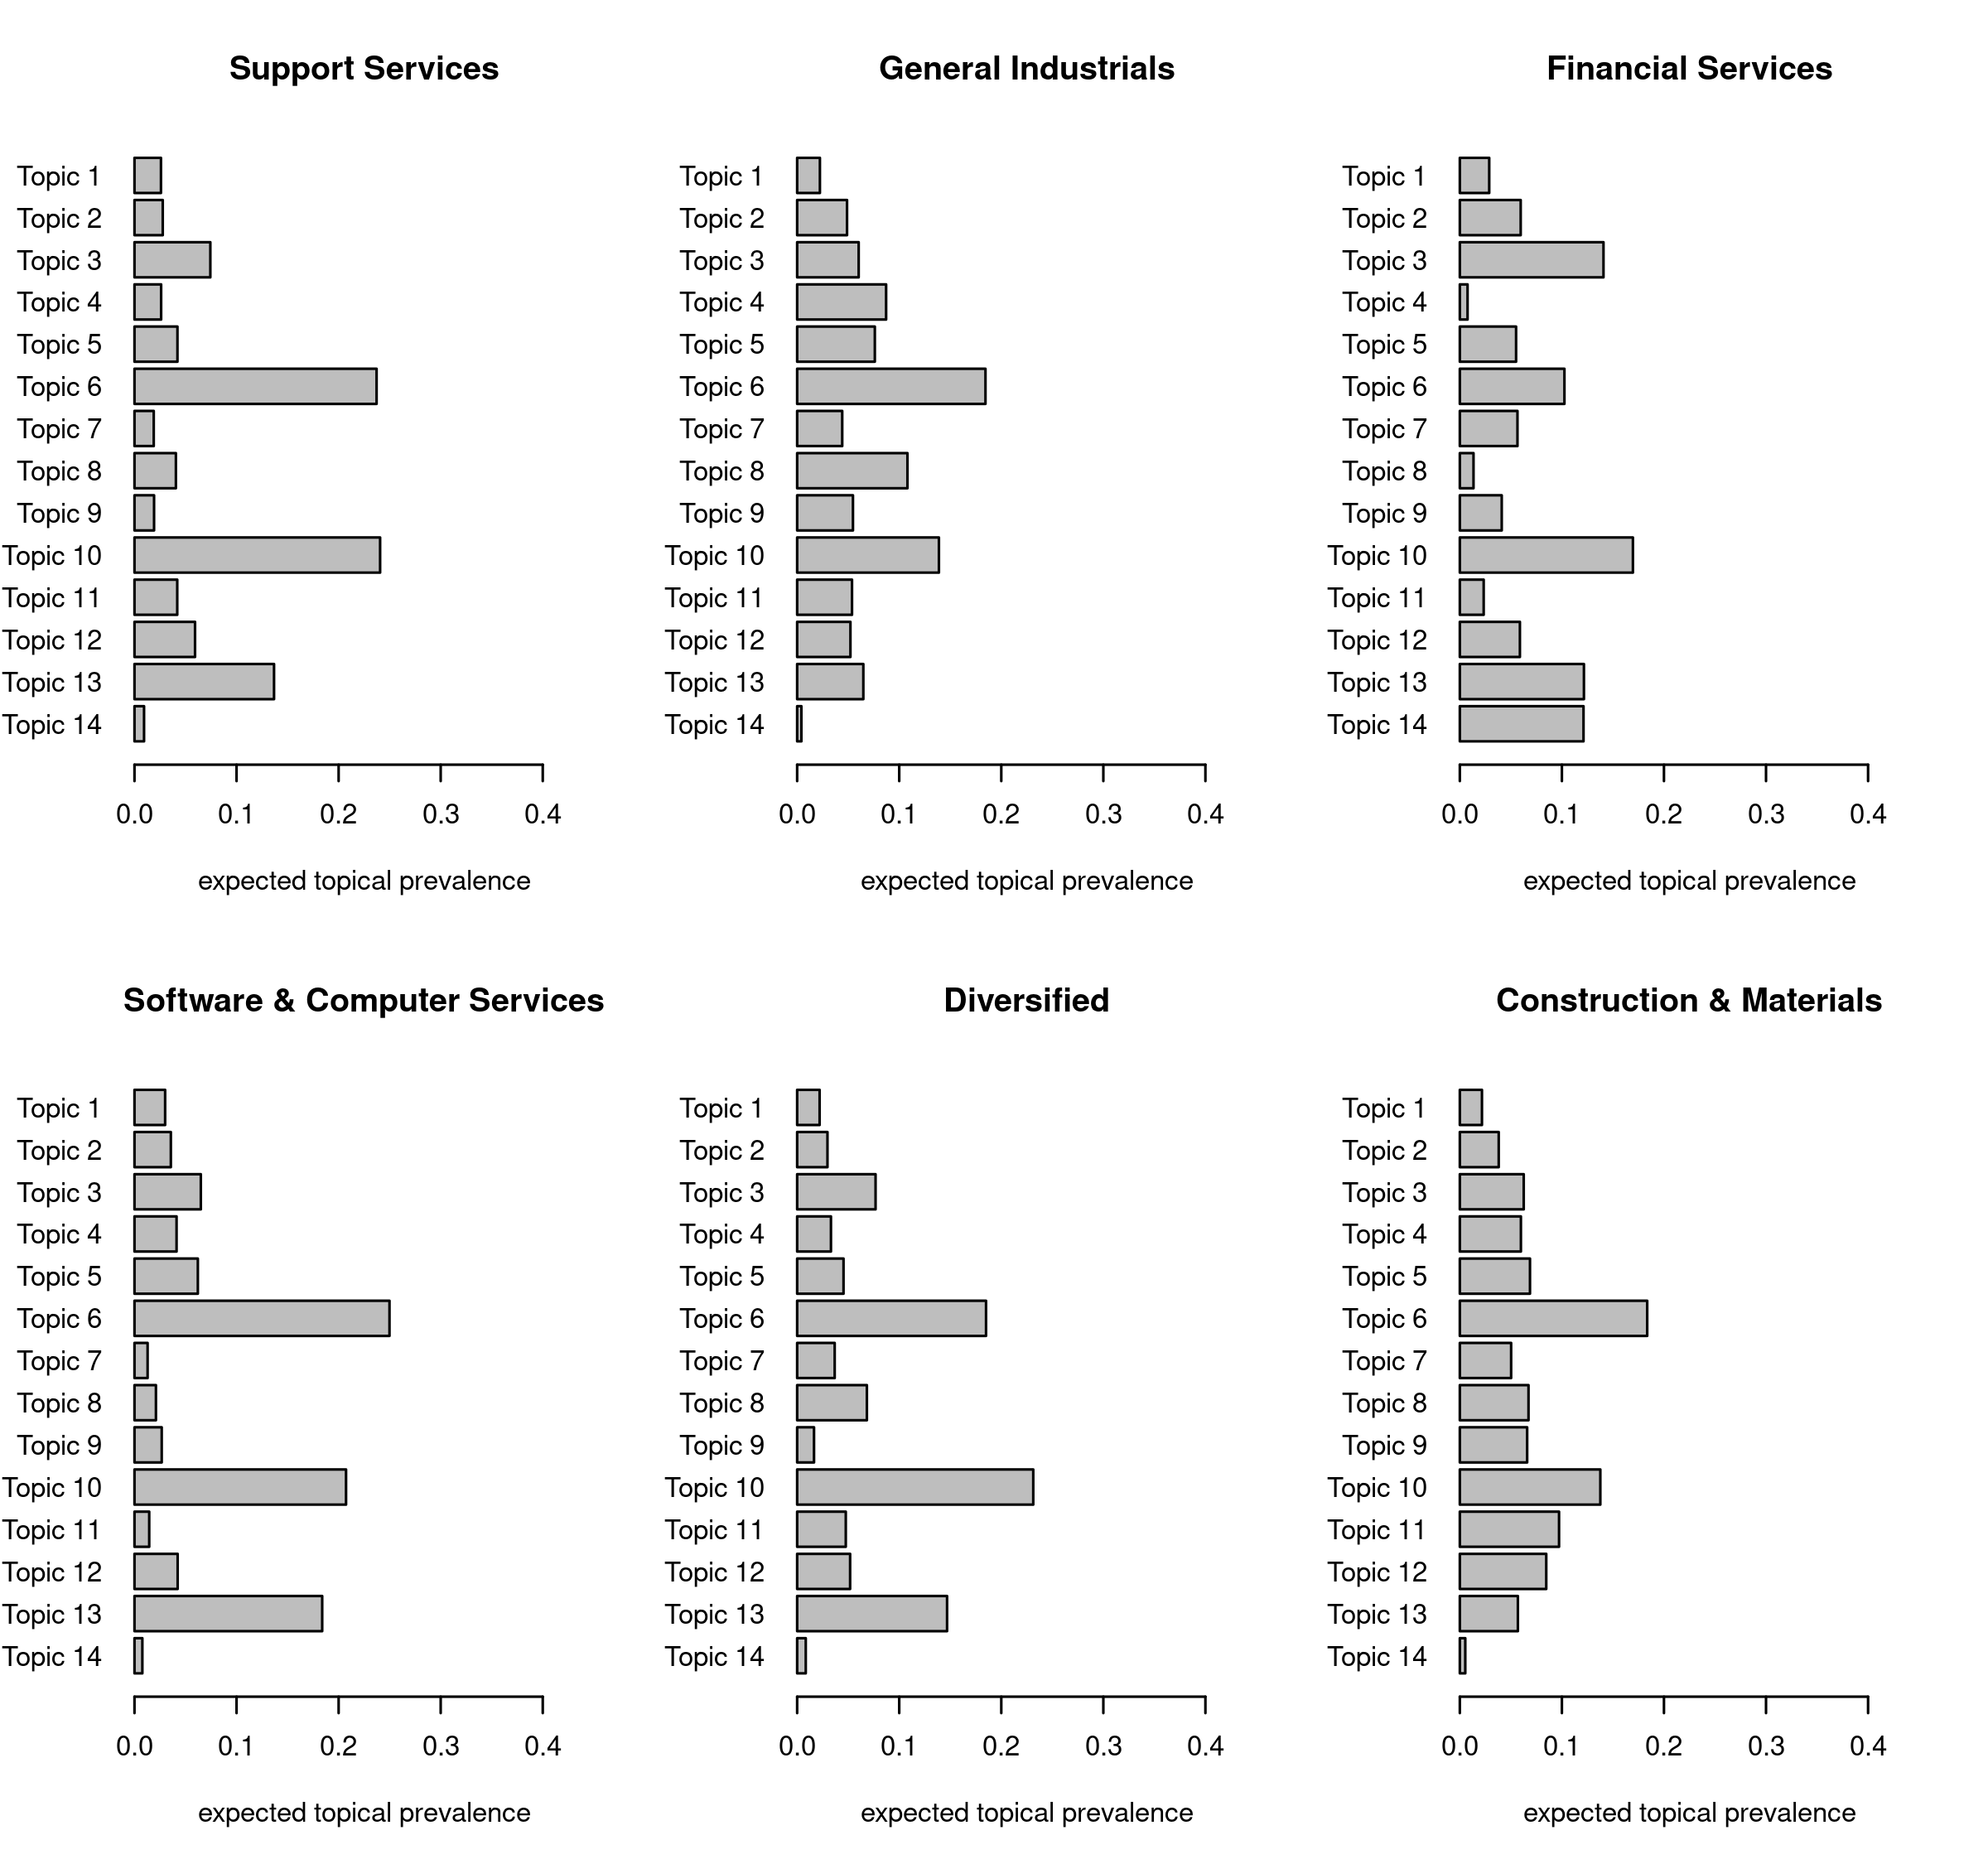 Support Services
Topic 1
Topic 2
Topic 3
Topic 4
Topic 5
Topic 6
Topic 7
Topic 8
Topic 9
Topic 10
Topic 11
Topic 12
Topic 13
Topic 14
0.0 0.1 0.2 0.3 0.4
expected topical prevalence
General Industrials
Topic 1
Topic 2
Topic 3
Topic 4
Topic 5
Topic 6
Topic 7
Topic 8
Topic 9
Topic 10
Topic 11
Topic 12
Topic 13
Topic 14
0.0 0.1 0.2 0.3 0.4
expected topical prevalence
Financial Services
Topic 1
Topic 2
Topic 3
Topic 4
Topic 5
Topic 6
Topic 7
Topic 8
Topic 9
Topic 10
Topic 11
Topic 12
Topic 13
Topic 14
0.0 0.1 0.2 0.3 0.4
expected topical prevalence
Software & Computer Services
Topic 1
Topic 2
Topic 3
Topic 4
Topic 5
Topic 6
Topic 7
Topic 8
Topic 9
Topic 10
Topic 11
Topic 12
Topic 13
Topic 14
0.0 0.1 0.2 0.3 0.4
expected topical prevalence
Diversified
Topic 1
Topic 2
Topic 3
Topic 4
Topic 5
Topic 6
Topic 7
Topic 8
Topic 9
Topic 10
Topic 11
Topic 12
Topic 13
Topic 14
0.0 0.1 0.2 0.3 0.4
expected topical prevalence
Construction & Materials
Topic 1
Topic 2
Topic 3
Topic 4
Topic 5
Topic 6
Topic 7
Topic 8
Topic 9
Topic 10
Topic 11
Topic 12
Topic 13
Topic 14
0.0 0.1 0.2 0.3 0.4
expected topical prevalence